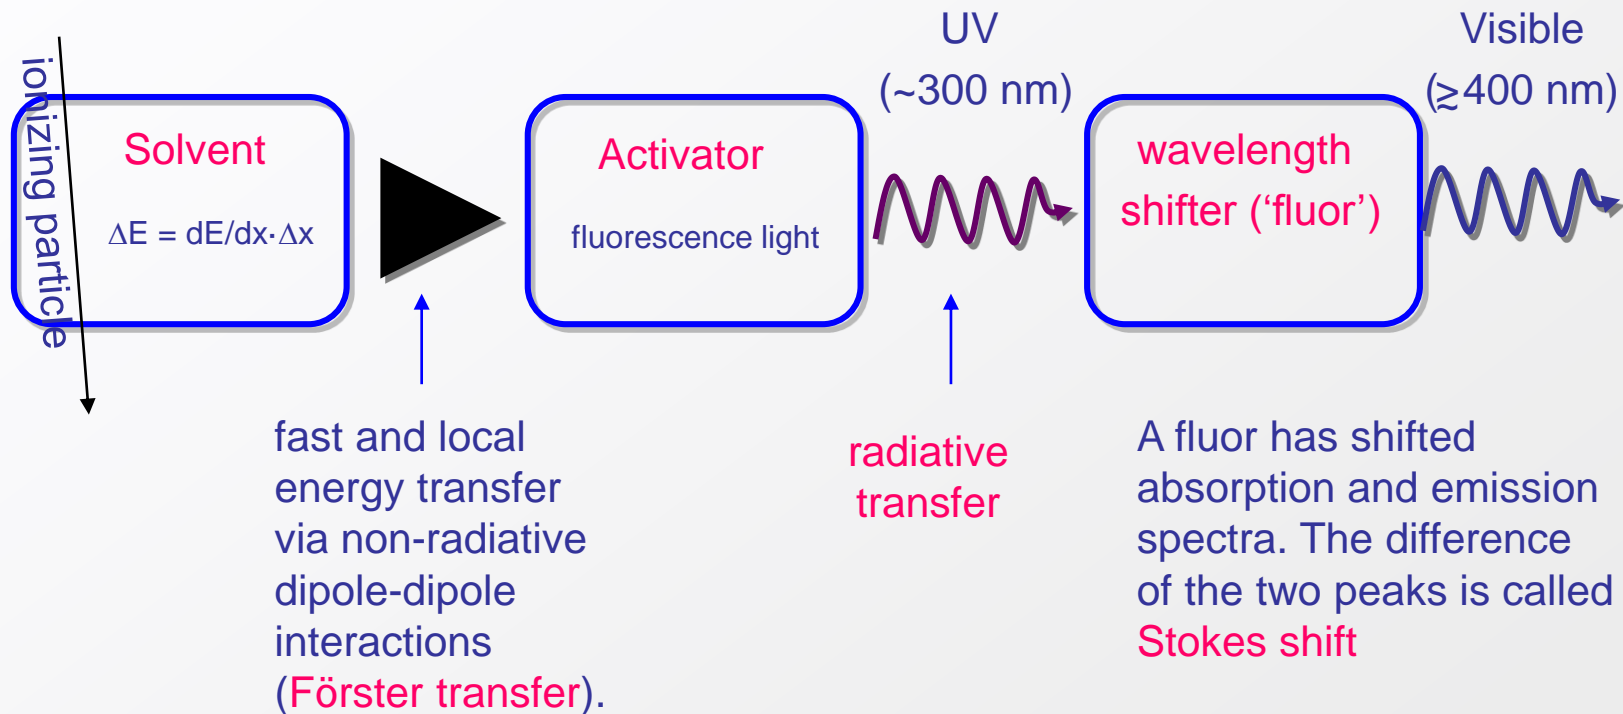 ionizing particle
Solvent
ΔE = dE/dx·Δx
Activator
fluorescence light
UV
(~300 nm)
wavelength
shifter (‘fluor’)
Visible
(≳400 nm)
fast and local
energy transfer
via non-radiative
dipole-dipole
interactions
(Förster transfer).
radiative
transfer
A fluor has shifted
absorption and emission
spectra. The difference
of the two peaks is called
Stokes shift